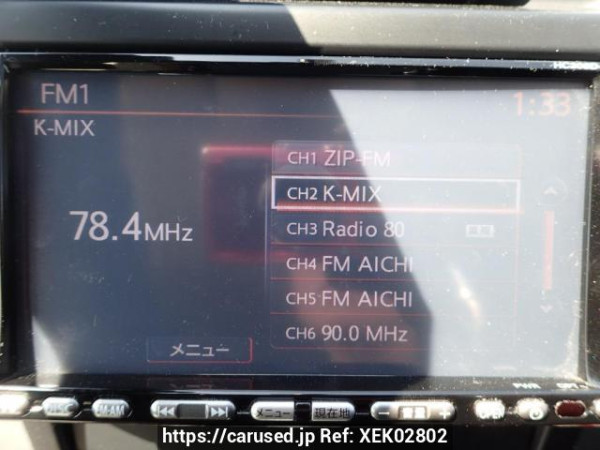 FM1
1:33
K-MIX
78.4MHz
CH1 ZIP-FM
CH2 K-MIX
CH3 Radio 80
CH4 FM AICHI
CH5 FM AICHI
CH6 90.0 MHz
メニュー
メニュー 現在地
https://carused.jp Ref: XEK02802